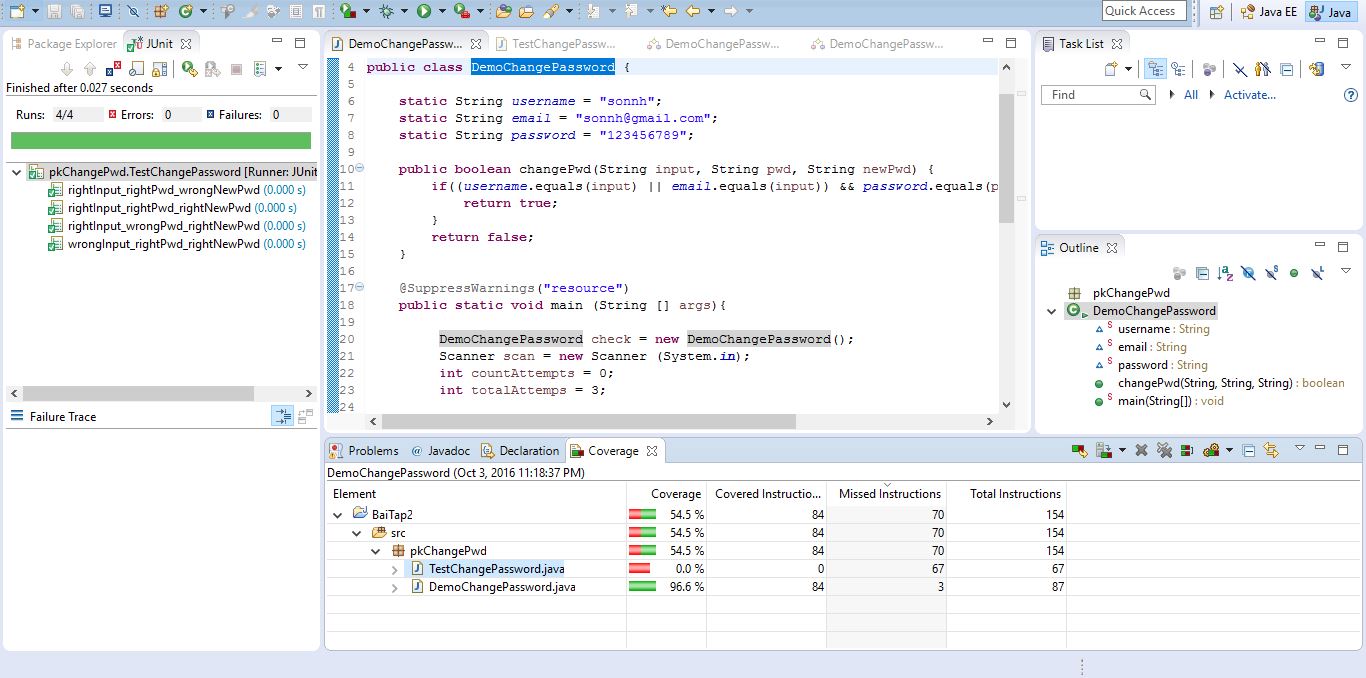 Quick Access
Java EE
Java
Package Explorer
JUnit
Finished after 0.027 seconds
Runs: 4/4
Errors: 0
Failures: 0
pkChangePwd.TestChangePassword [Runner: JUnit
rightInput_rightPwd_wrongNewPwd (0.000 s)
rightInput_rightPwd_rightNewPwd (0.000 s)
rightInput_wrongPwd_rightNewPwd (0.000 s)
wrongInput_rightPwd_rightNewPwd (0.000 s)
Failure Trace
DemoChangePassw...
TestChangePassw...
DemoChangePassw...
DemoChangePassw...
4 public class DemoChangePassword {
5
6 static String username = "sonnh";
7 static String email = "sonnh@gmail.com";
8 static String password = "123456789";
9
10 public boolean changePwd(String input, String pwd, String newPwd) {
11 if((username.equals(input) || email.equals(input)) && password.equals(p
12 return true;
13 }
14 return false;
15 }
16
17 @SuppressWarnings("resource")
18 public static void main (String [] args){
19
20 DemoChangePassword check = new DemoChangePassword();
21 Scanner scan = new Scanner (System.in);
22 int countAttempts = 0;
23 int totalAttemps = 3;
24
Task List
Find
All
Activate...
Outline
pkChangePwd
DemoChangePassword
username : String
email : String
password : String
changePwd(String, String, String) : boolean
main(String[]) : void
Problems
Javadoc
Declaration
Coverage
DemoChangePassword (Oct 3, 2016 11:18:37 PM)
Element Coverage Covered Instructio... Missed Instructions Total Instructions
BaiTap2 54.5 % 84 70 154
src 54.5 % 84 70 154
pkChangePwd 54.5 % 84 70 154
TestChangePassword.java 0.0 % 0 67 67
DemoChangePassword.java 96.6 % 84 3 87